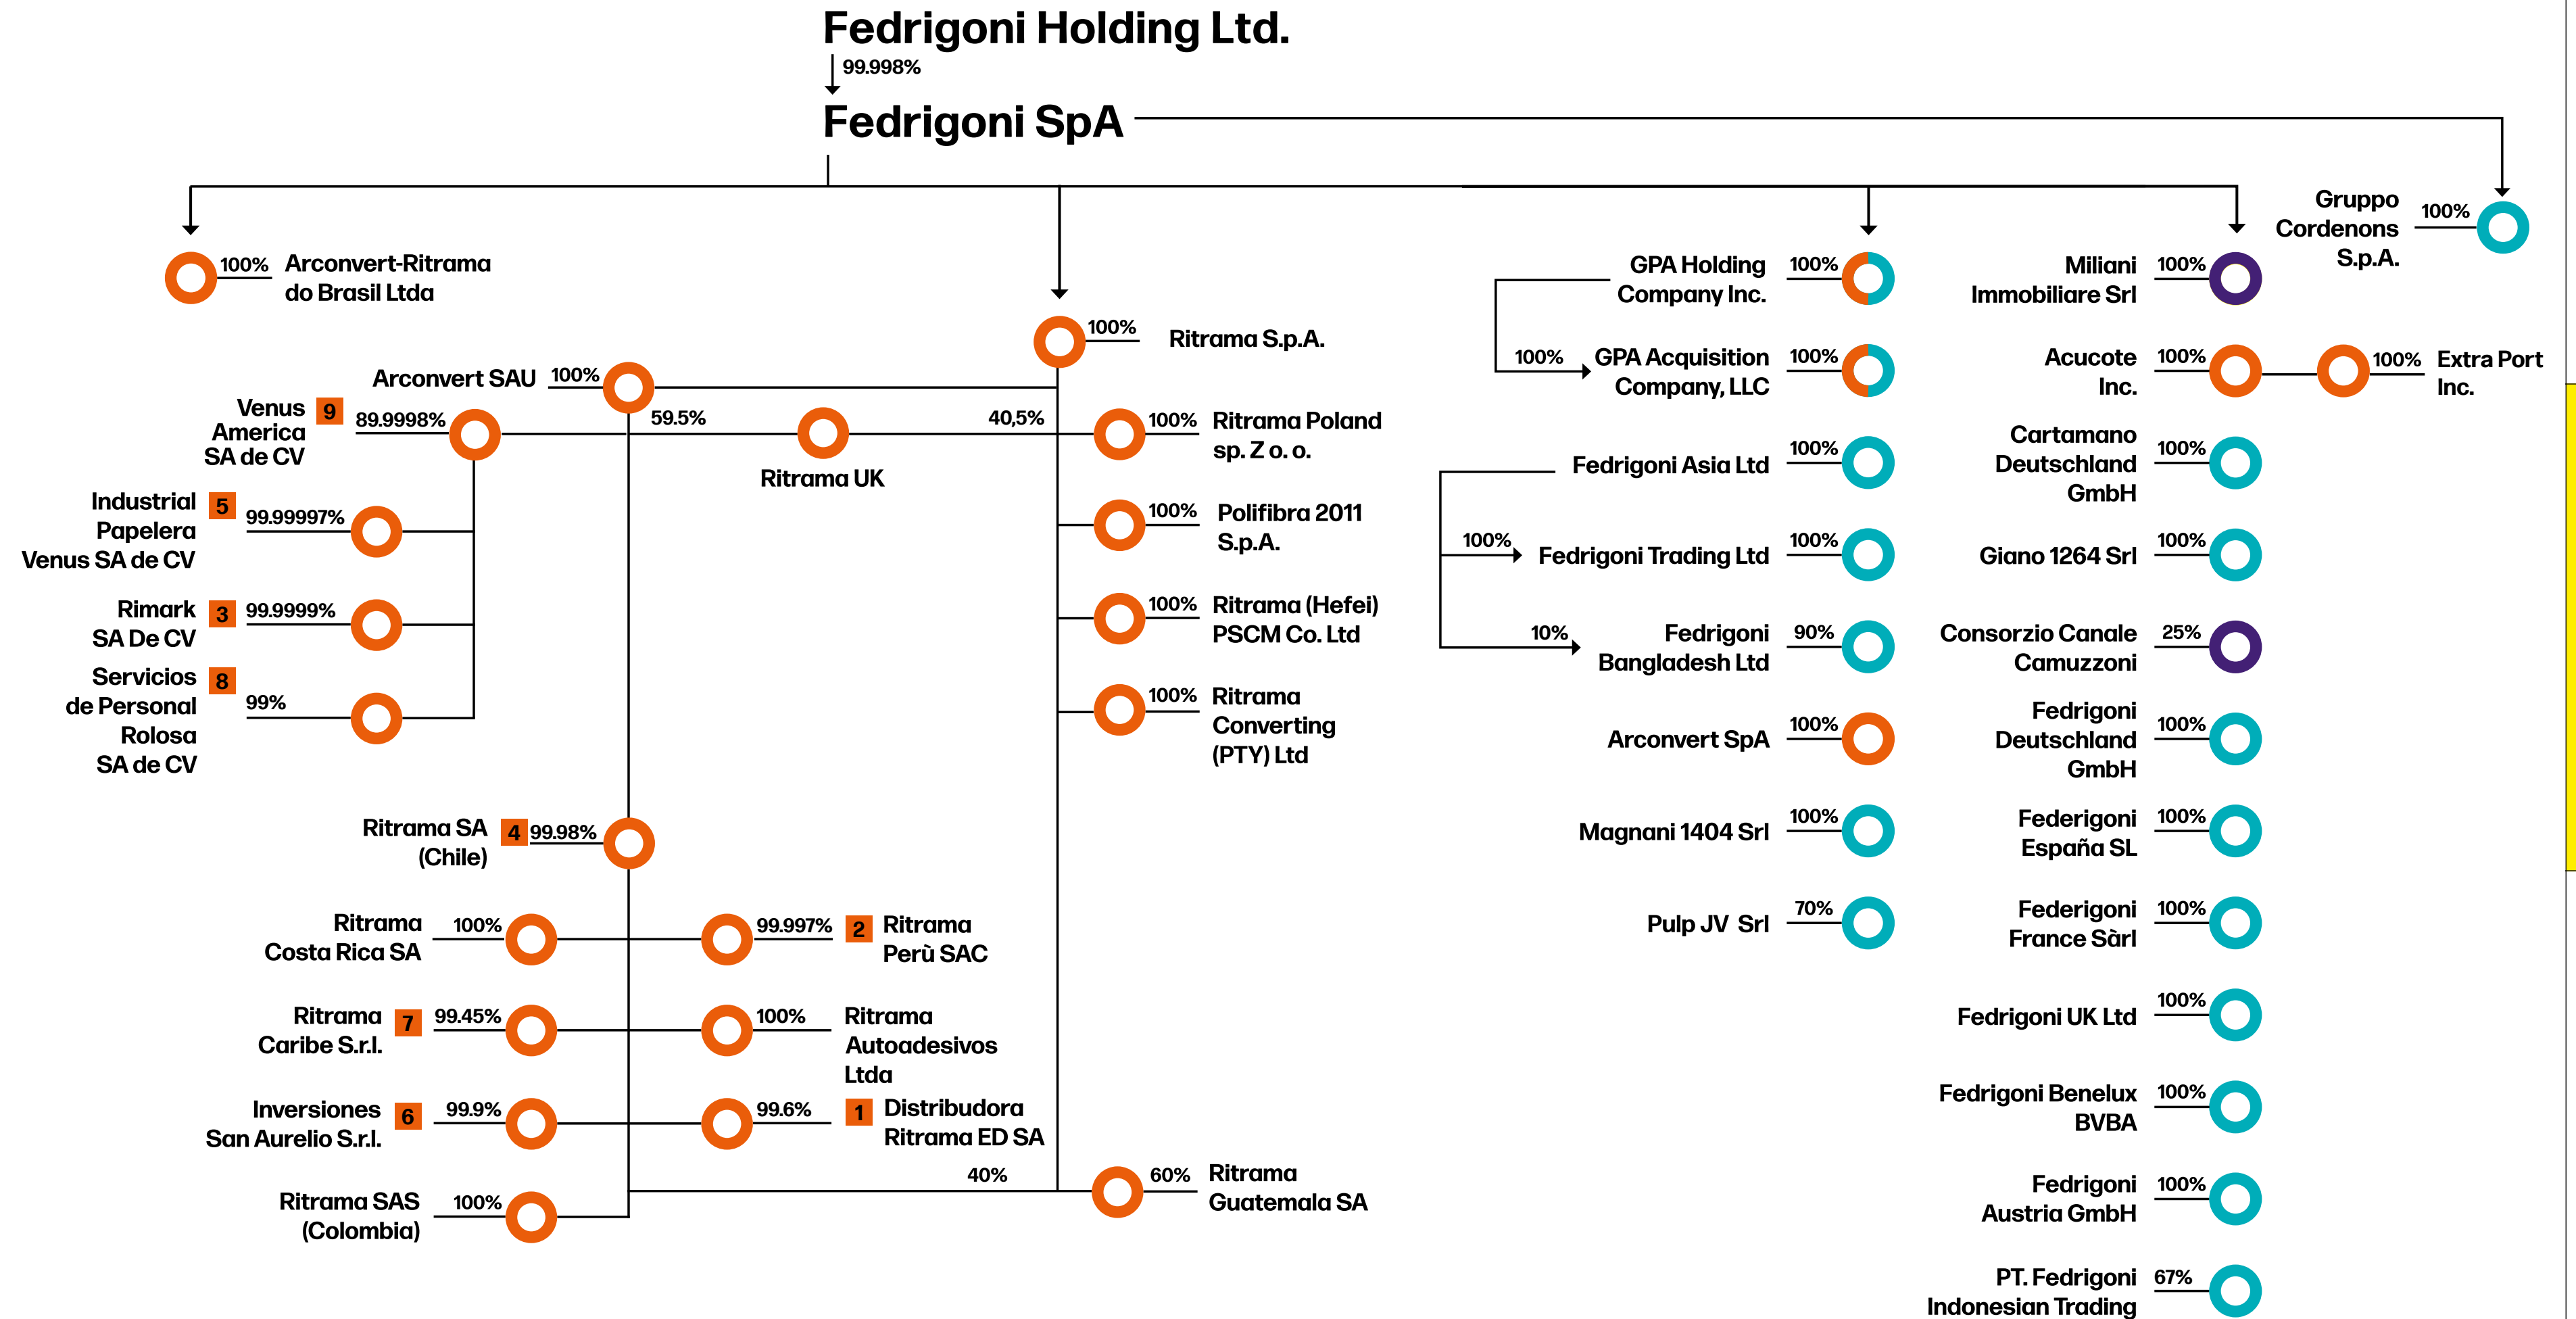 Fedrigoni Holding Ltd.
99.998%
Fedrigoni SpA
100%
Arconvert-Ritrama
do Brasil Ltda
100%
Ritrama S.p.A.
Arconvert SAU
100%
Venus
America
SA de CV
9
89.9998%
59.5%
Ritrama UK
40,5%
100%
Ritrama Poland
sp. Z o. o.
Industrial
Papelera
Venus SA de CV
5
99.99997%
100%
Polifibra 2011
S.p.A.
Rimark
SA De CV
3
99.9999%
100%
Ritrama (Hefei)
PSCM Co. Ltd
Servicios
de Personal
Rolosa
SA de CV
8
99%
100%
Ritrama
Converting
(PTY) Ltd
Ritrama SA
(Chile)
4
99.98%
Ritrama
Costa Rica SA
100%
99.997%
2
Ritrama
Perù SAC
Ritrama
Caribe S.r.l.
7
99.45%
100%
Ritrama
Autoadesivos
Ltda
Inversiones
San Aurelio S.r.l.
6
99.9%
99.6%
1
Distribudora
Ritrama ED SA
Ritrama SAS
(Colombia)
100%
40%
60%
Ritrama
Guatemala SA
GPA Holding
Company Inc.
100%
100%
GPA Acquisition
Company, LLC
100%
Fedrigoni Asia Ltd
100%
100%
Fedrigoni Trading Ltd
100%
10%
Fedrigoni
Bangladesh Ltd
90%
Arconvert SpA
100%
Magnani 1404 Srl
100%
Pulp JV Srl
70%
Miliani
Immobiliare Srl
100%
Acucote
Inc.
100%
100%
Extra Port
Inc.
Cartamano
Deutschland
GmbH
100%
Giano 1264 Srl
100%
Consorzio Canale
Camuzzoni
25%
Fedrigoni
Deutschland
GmbH
100%
Federigoni
España SL
100%
Federigoni
France Sàrl
100%
Fedrigoni UK Ltd
100%
Fedrigoni Benelux
BVBA
100%
Fedrigoni
Austria GmbH
100%
PT. Fedrigoni
Indonesian Trading
67%
Gruppo
Cordenons
S.p.A.
100%